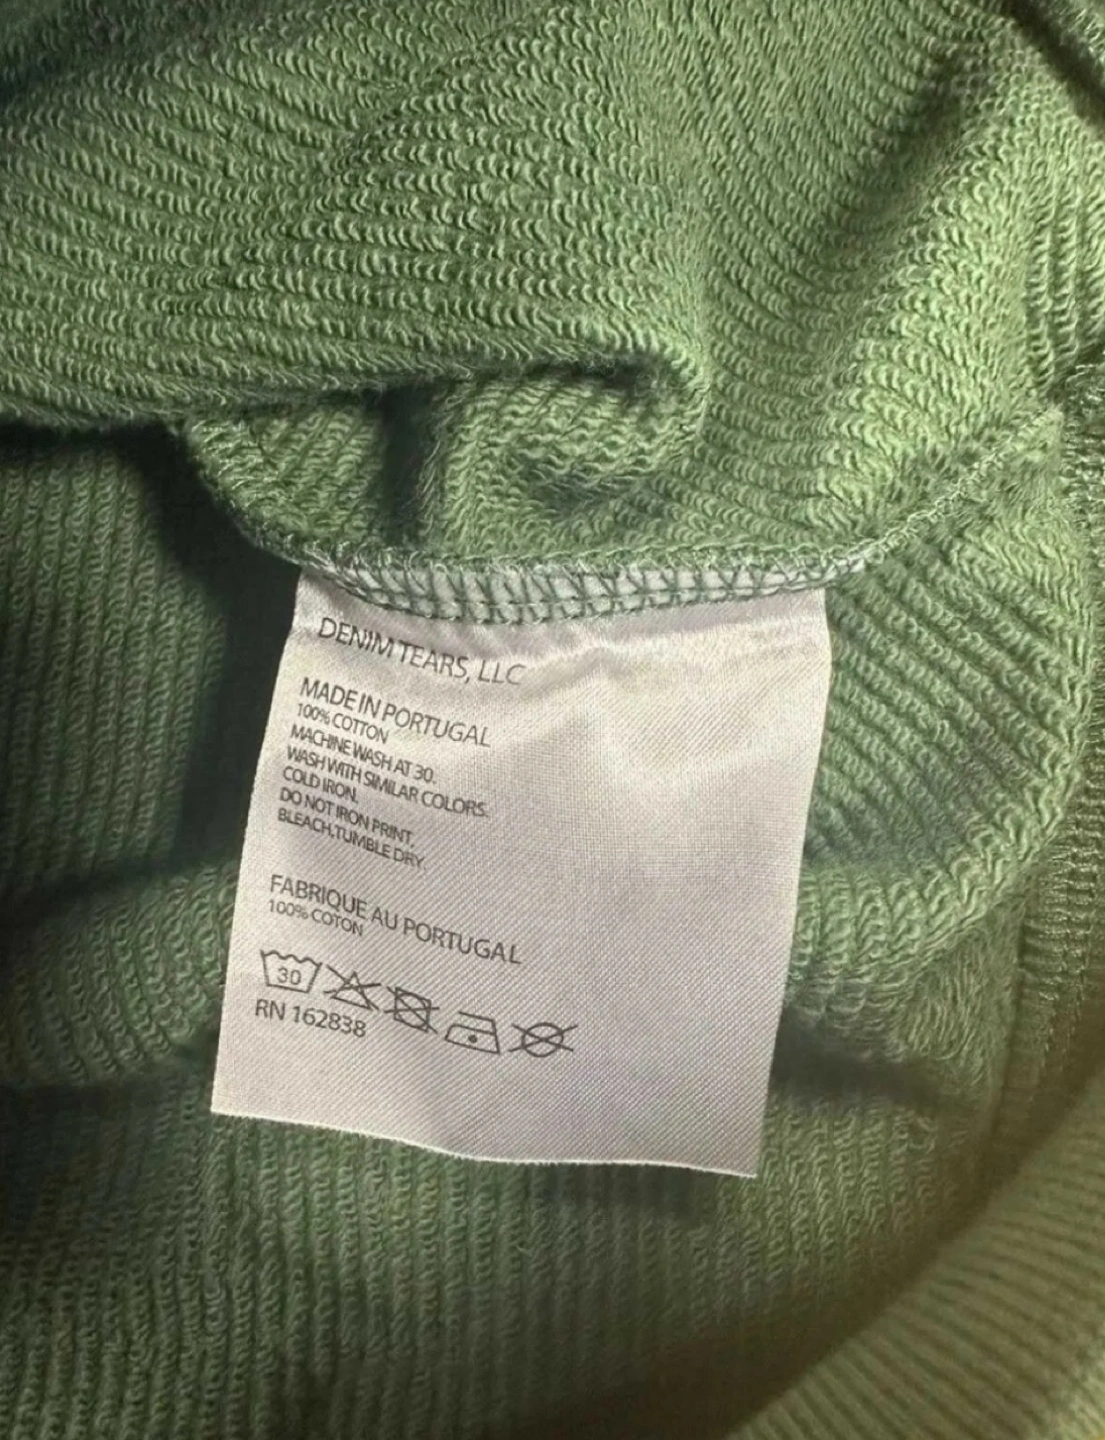 DENIM TEARS, LLC
MADE IN PORTUGAL
100% COTTON
MACHINE WASH AT 30.
WASH WITH SIMILAR COLORS.
COLD IRON.
DO NOT IRON PRINT,
BLEACH,TUMBLE DRY.
FABRIQUE AU PORTUGAL
100% COTON
30
RN 162838